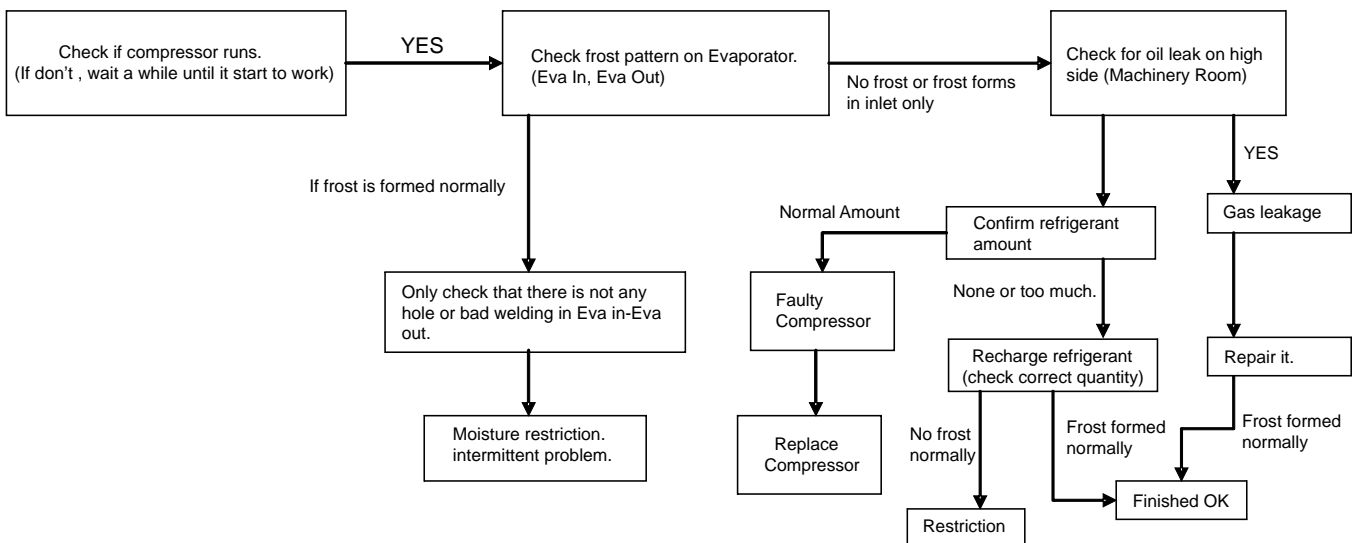 Check if compressor runs.
(If don't , wait a while until it start to work)
YES
Check frost pattern on Evaporator.
(Eva In, Eva Out)
No frost or frost forms
in inlet only
Check for oil leak on high
side (Machinery Room)
YES
If frost is formed normally
Normal Amount
Confirm refrigerant
amount
Gas leakage
Only check that there is not any
hole or bad welding in Eva in-Eva
out.
Faulty
Compressor
None or too much.
Recharge refrigerant
(check correct quantity)
Repair it.
Moisture restriction.
intermittent problem.
Replace
Compressor
No frost
normally
Frost formed
normally
Frost formed
normally
Finished OK
Restriction